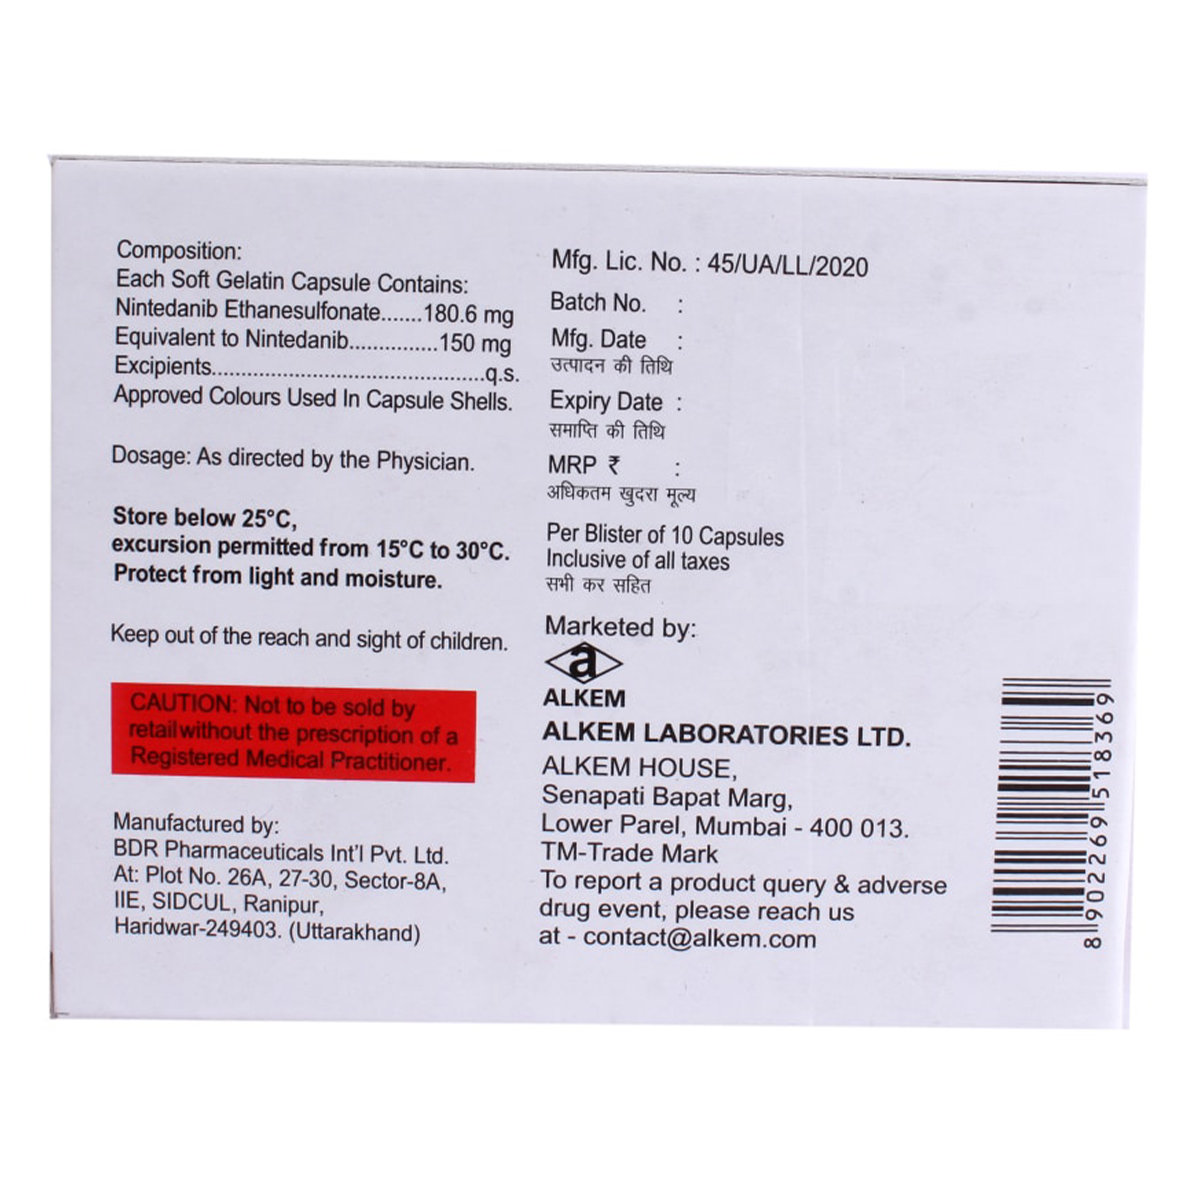 Composition:
Each Soft Gelatin Capsule Contains:
Nintedanib Ethanesulfonate.......180.6 mg
Equivalent to Nintedanib...............150 mg
Excipients.............................................q.s.
Approved Colours Used In Capsule Shells.
Dosage: As directed by the Physician.
Store below 25°C,
excursion permitted from 15°C to 30°C.
Protect from light and moisture.
Keep out of the reach and sight of children.
CAUTION: Not to be sold by
retail without the prescription of a
Registered Medical Practitioner.
Manufactured by:
BDR Pharmaceuticals Int'l Pvt. Ltd.
At: Plot No. 26A, 27-30, Sector-8A,
IIE, SIDCUL, Ranipur,
Haridwar-249403. (Uttarakhand)
Mfg. Lic. No. : 45/UA/LL/2020
Batch No. :
Mfg. Date :
उत्पादन की तिथि
Expiry Date :
समाप्ति की तिथि
MRP ₹ :
अधिकतम खुदरा मूल्य
Per Blister of 10 Capsules
Inclusive of all taxes
सभी कर सहित
Marketed by:
a
ALKEM
ALKEM LABORATORIES LTD.
ALKEM HOUSE,
Senapati Bapat Marg,
Lower Parel, Mumbai - 400 013.
TM-Trade Mark
To report a product query & adverse
drug event, please reach us
at - contact@alkem.com
8 902269 518369